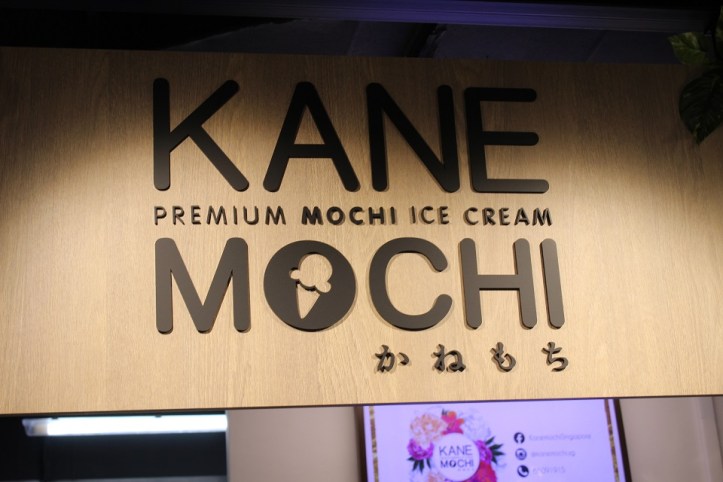 KANE
PREMIUM MOCHI ICE CREAM
MOCHI
かねもち
KANE
MOCHI